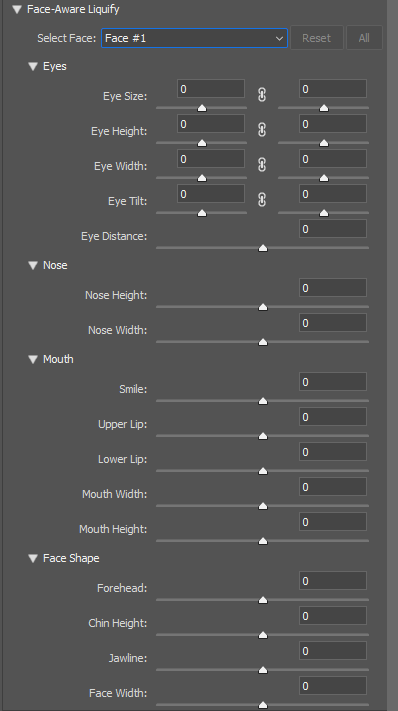 Face-Aware Liquify
Select Face: Face #1 Reset All
Eyes
Eye Size: 0 0
Eye Height: 0 0
Eye Width: 0 0
Eye Tilt: 0 0
Eye Distance: 0
Nose
Nose Height: 0
Nose Width: 0
Mouth
Smile: 0
Upper Lip: 0
Lower Lip: 0
Mouth Width: 0
Mouth Height: 0
Face Shape
Forehead: 0
Chin Height: 0
Jawline: 0
Face Width: 0